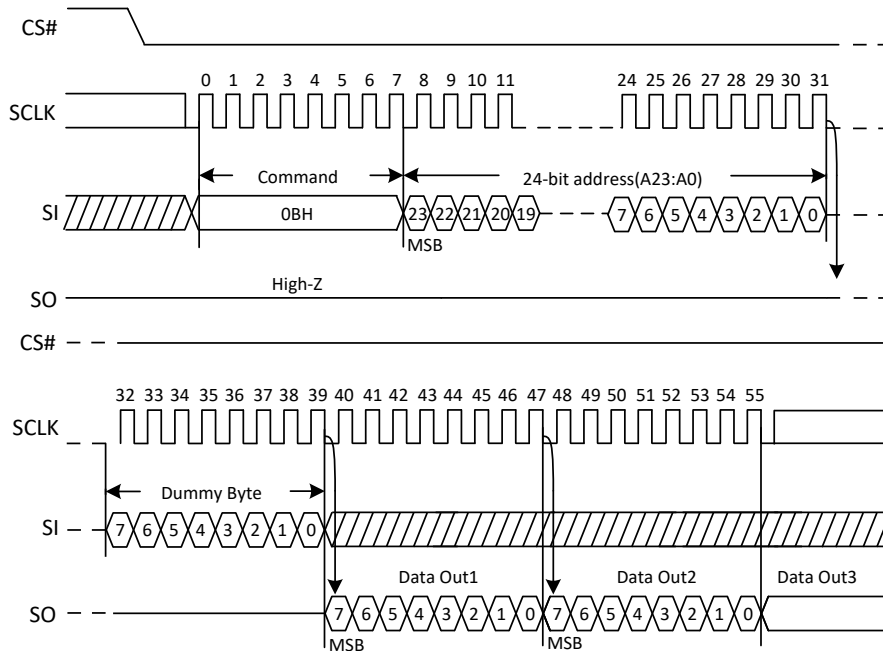 CS#
0 1 2 3 4 5 6 7 8 9 10 11 24 25 26 27 28 29 30 31
SCLK
Command 24-bit address(A23:A0)
SI 0BH 23 22 21 20 19 7 6 5 4 3 2 1 0
MSB
High-Z
SO
CS#
32 33 34 35 36 37 38 39 40 41 42 43 44 45 46 47 48 49 50 51 52 53 54 55
SCLK
Dummy Byte
SI 7 6 5 4 3 2 1 0
Data Out1 Data Out2 Data Out3
SO 7 6 5 4 3 2 1 0 7 6 5 4 3 2 1 0
MSB MSB